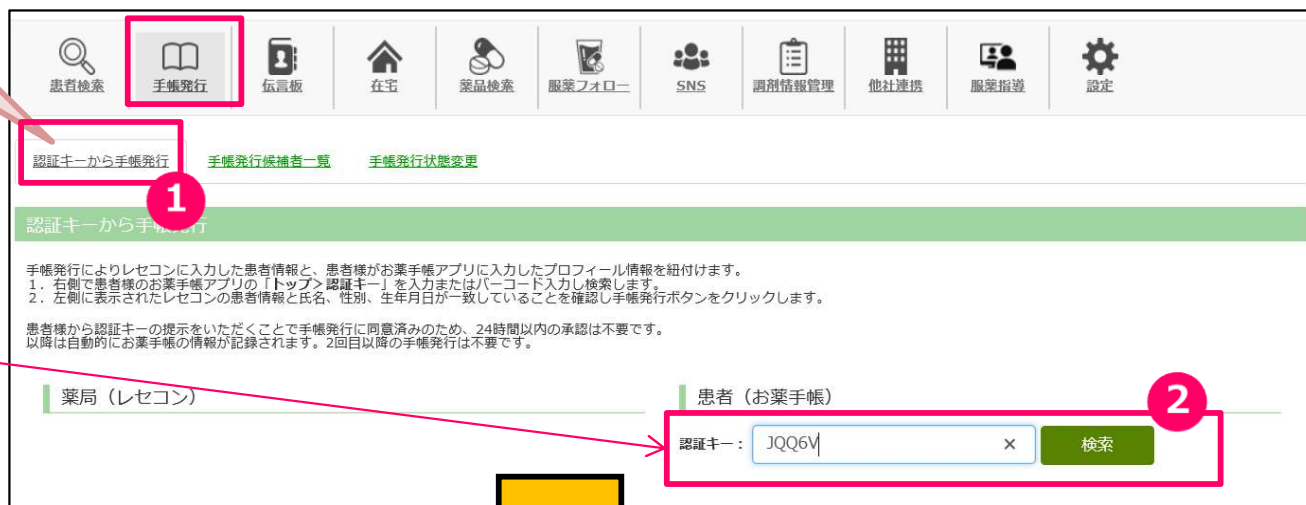 患者検索 手帳発行 伝言板 在宅 薬品検索 服薬フォロー SNS 調剤情報管理 他社連携 服薬指導 設定
認証キーから手帳発行 手帳発行候補者一覧 手帳発行状態変更
1
認証キーから手帳発行
手帳発行によりレセコンに入力した患者情報と、患者様がお薬手帳アプリに入力したプロフィール情報を紐付けます。
1．右側で患者様のお薬手帳アプリの「トップ＞認証キー」を入力またはバーコード入力し検索します。
2．左側に表示されたレセコンの患者情報と氏名、性別、生年月日が一致していることを確認し手帳発行ボタンをクリックします。
患者様から認証キーの提示をいただくことで手帳発行に同意済みのため、24時間以内の承認は不要です。
以降は自動的にお薬手帳の情報が記録されます。2回目以降の手帳発行は不要です。
薬局（レセコン） 患者（お薬手帳）
2
認証キー： JQQ6V × 検索